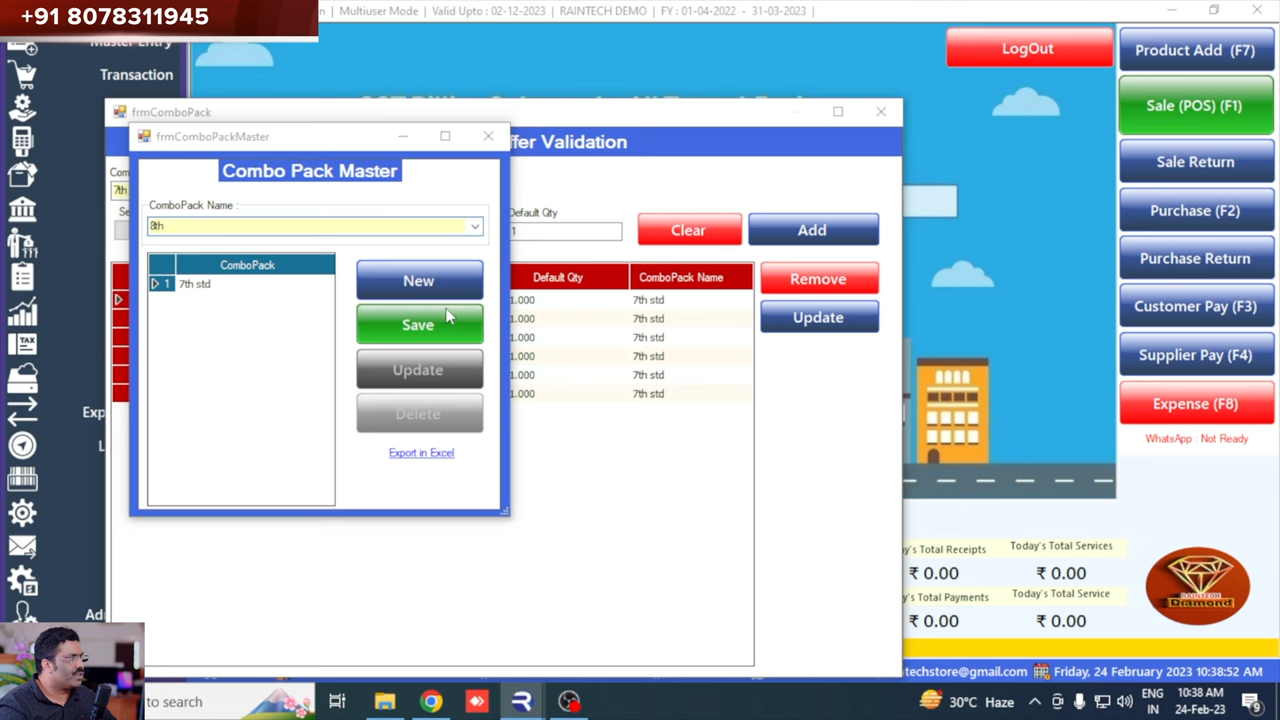 +91 8078311945
| Multiuser Mode | Valid Upto : 02-12-2023 | RAINTECH DEMO | FY : 01-04-2022 - 31-03-2023 |
Transaction
LogOut
Product Add (F7)
Sale (POS) (F1)
Sale Return
Purchase (F2)
Purchase Return
Customer Pay (F3)
Supplier Pay (F4)
Expense (F8)
WhatsApp : Not Ready
frmComboPack
ffer Validation
frmComboPackMaster
Combo Pack Master
ComboPack Name :
8th
ComboPack
1 7th std
New
Save
Update
Delete
Export in Excel
7th
Default Qty
1
Clear
Add
Remove
Update
Default Qty ComboPack Name
1.000 7th std
1.000 7th std
1.000 7th std
1.000 7th std
1.000 7th std
1.000 7th std
y's Total Receipts Today's Total Services
₹ 0.00 ₹ 0.00
y's Total Payments Today's Total Service
₹ 0.00 ₹ 0.00
RAINTECH
Diamond
techstore@gmail.com Friday, 24 February 2023 10:38:52 AM
to search
30°C Haze
ENG
IN
10:38 AM
24-Feb-23
9